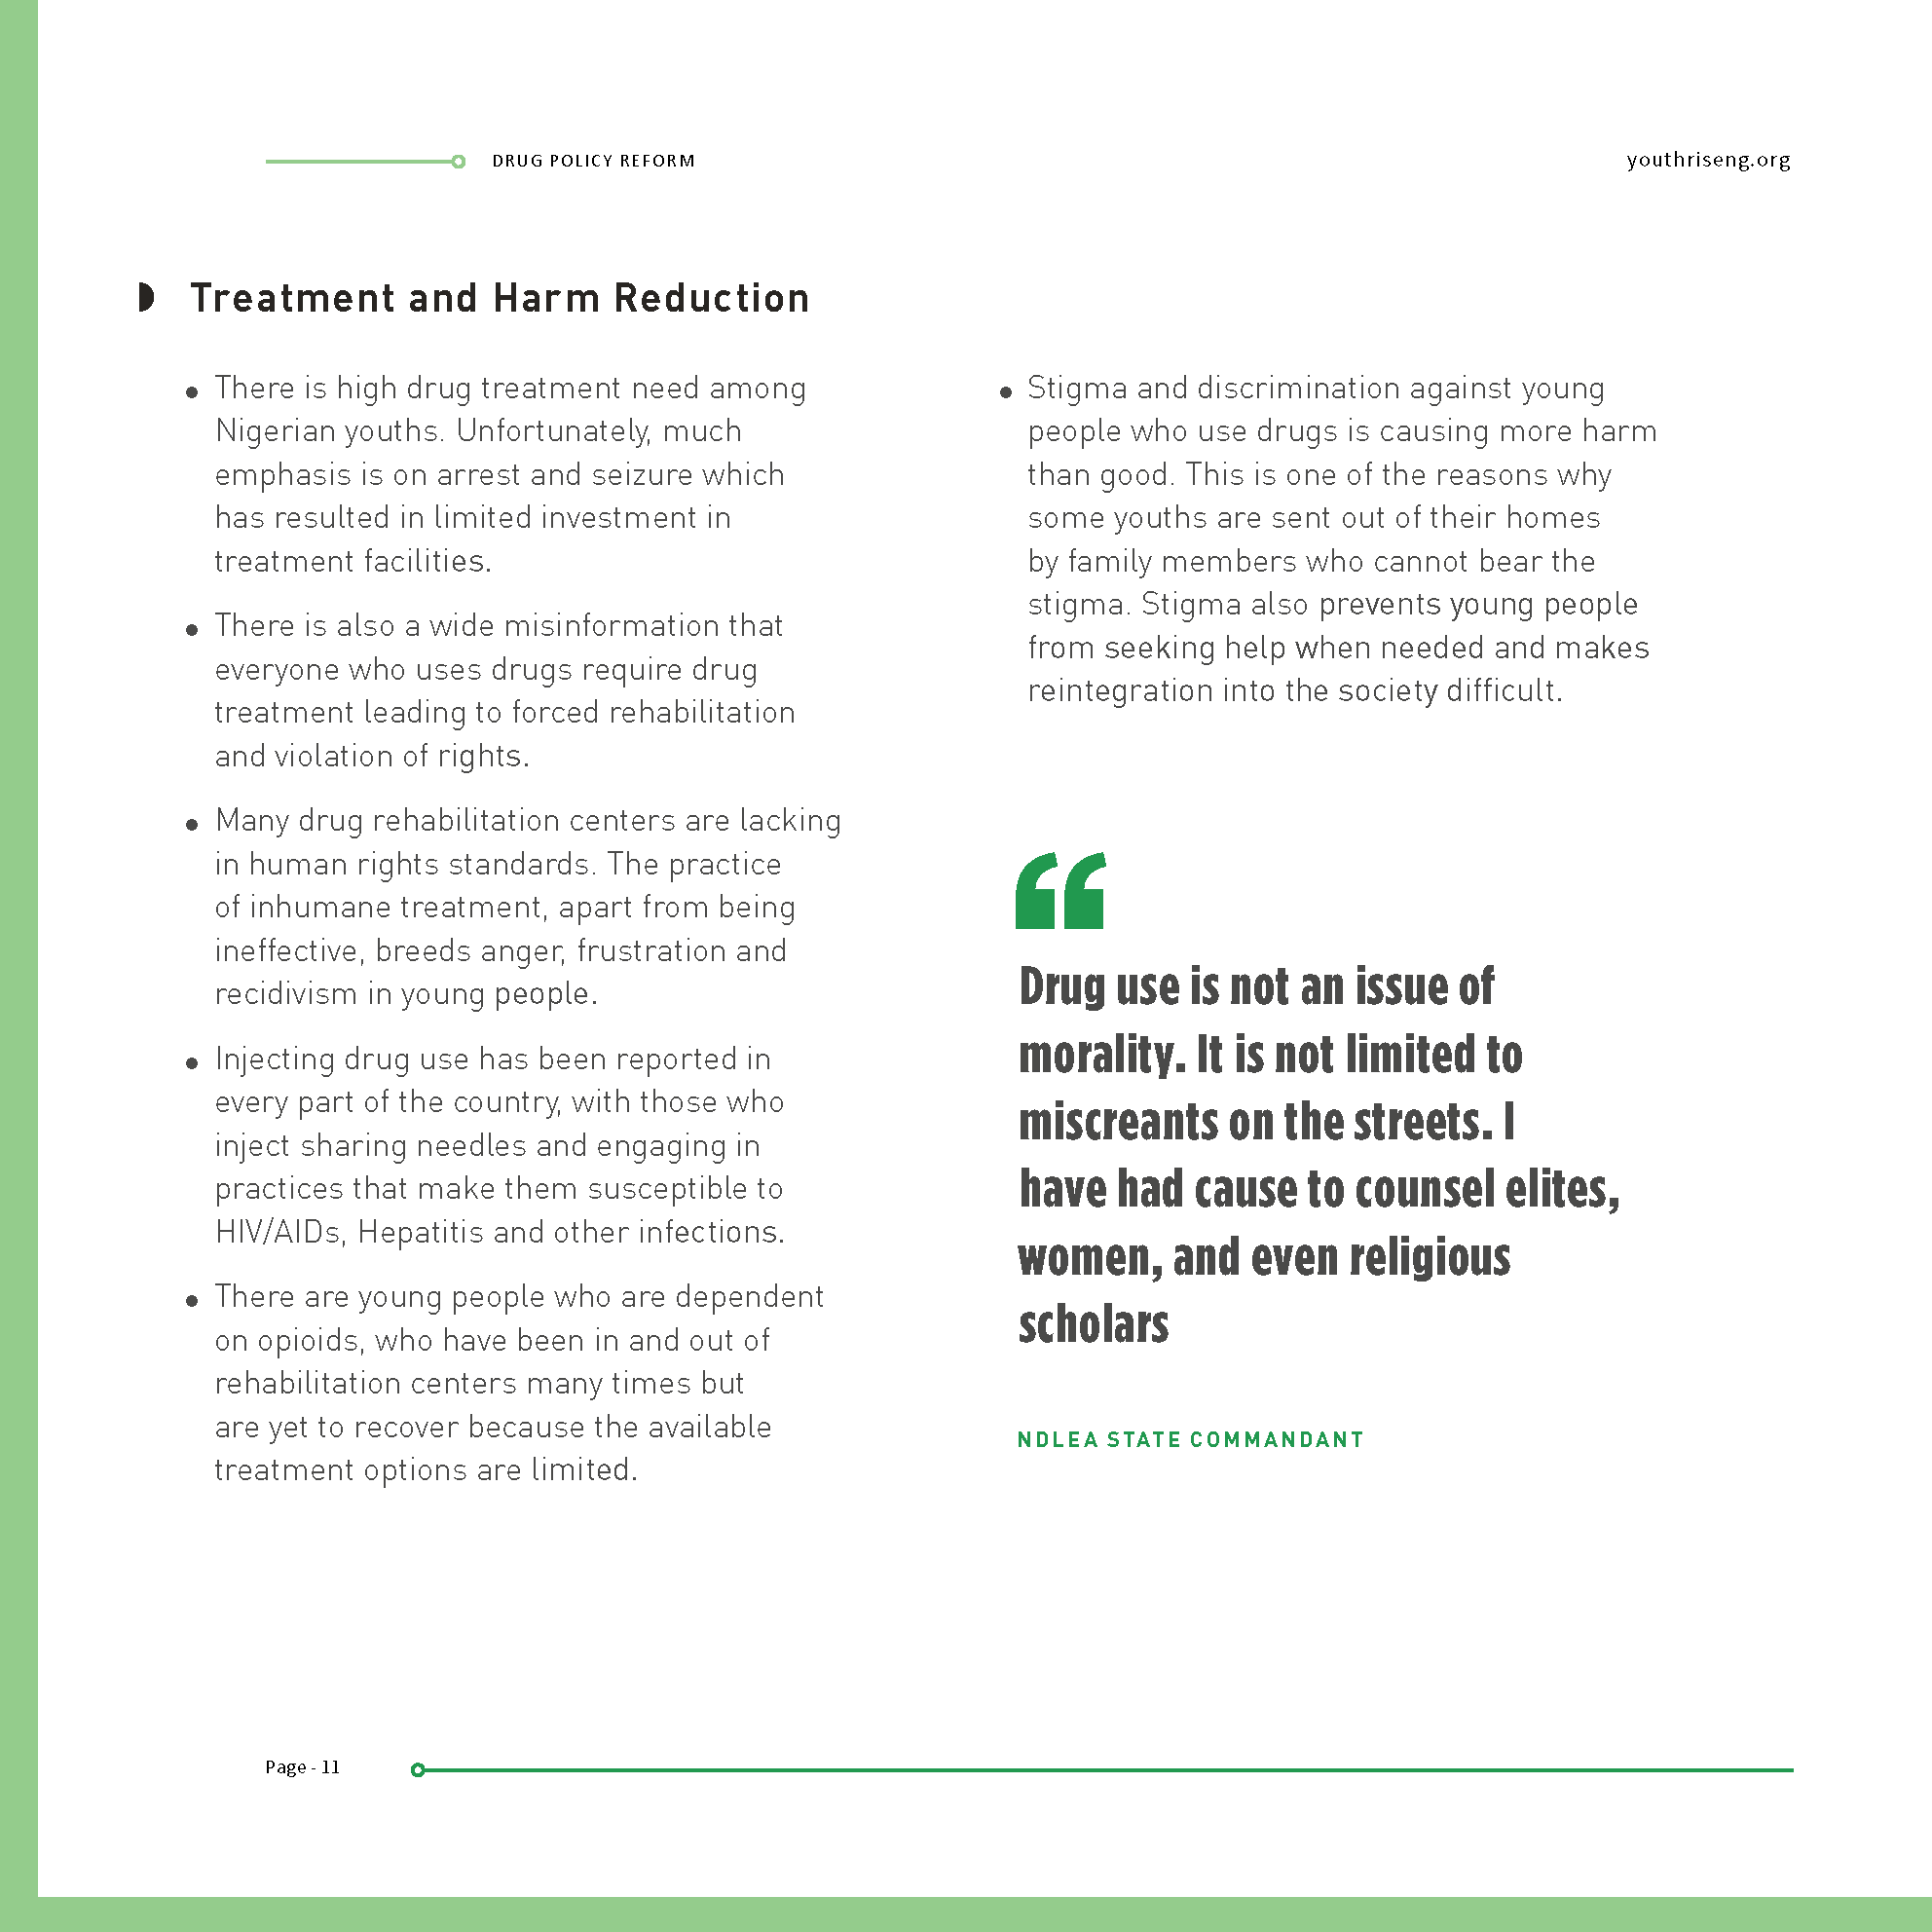 DRUG POLICY REFORM
youthriseng.org
Treatment and Harm Reduction
• There is high drug treatment need among
Nigerian youths. Unfortunately, much
emphasis is on arrest and seizure which
has resulted in limited investment in
treatment facilities.
• There is also a wide misinformation that
everyone who uses drugs require drug
treatment leading to forced rehabilitation
and violation of rights.
• Many drug rehabilitation centers are lacking
in human rights standards. The practice
of inhumane treatment, apart from being
ineffective, breeds anger, frustration and
recidivism in young people.
• Injecting drug use has been reported in
every part of the country, with those who
inject sharing needles and engaging in
practices that make them susceptible to
HIV/AIDs, Hepatitis and other infections.
• There are young people who are dependent
on opioids, who have been in and out of
rehabilitation centers many times but
are yet to recover because the available
treatment options are limited.
• Stigma and discrimination against young
people who use drugs is causing more harm
than good. This is one of the reasons why
some youths are sent out of their homes
by family members who cannot bear the
stigma. Stigma also prevents young people
from seeking help when needed and makes
reintegration into the society difficult.
“
Drug use is not an issue of
morality. It is not limited to
miscreants on the streets. I
have had cause to counsel elites,
women, and even religious
scholars
NDLEA STATE COMMANDANT
Page - 11